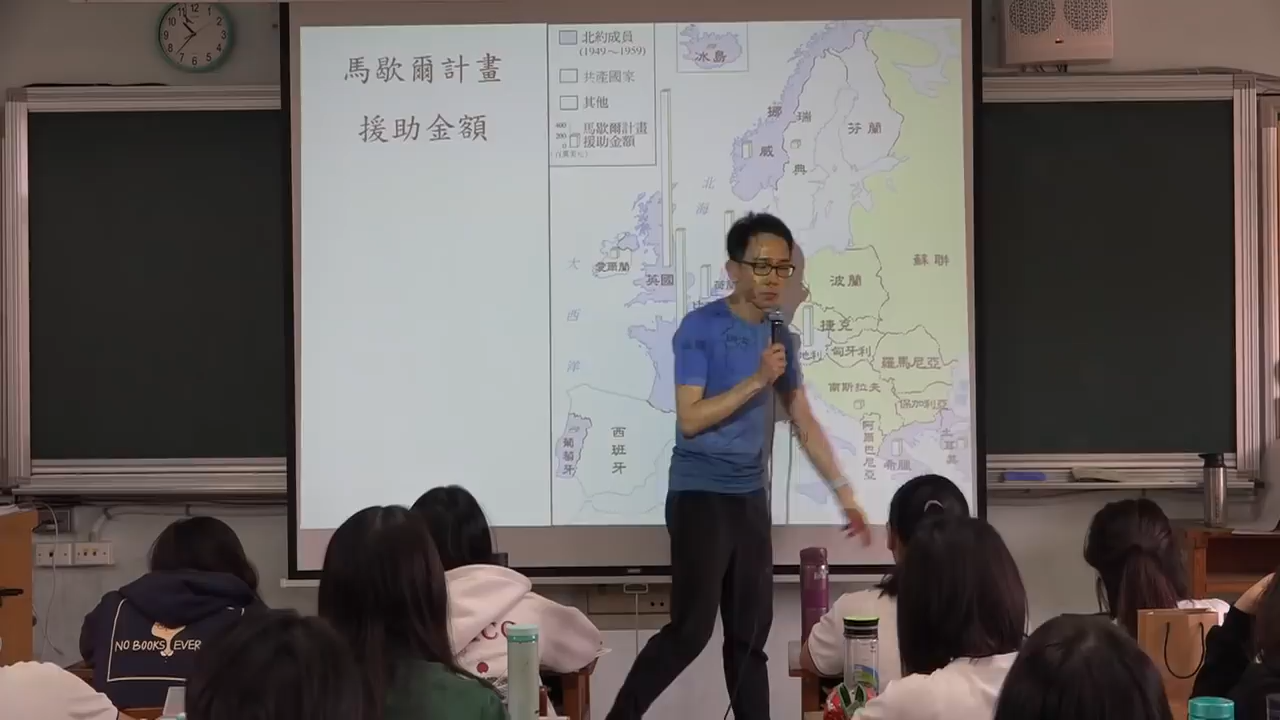 馬歇爾計畫
援助金額
北約成員
(1949～1959)
共產國家
其他
馬歇爾計畫
援助金額
冰島
挪威
瑞典
芬蘭
北海
大西洋
愛爾蘭
英國
蘇聯
波蘭
捷克
匈牙利
羅馬尼亞
南斯拉夫
保加利亞
阿爾巴尼亞
希臘
土耳其
葡萄牙
西班牙
NO BOOKS EVER